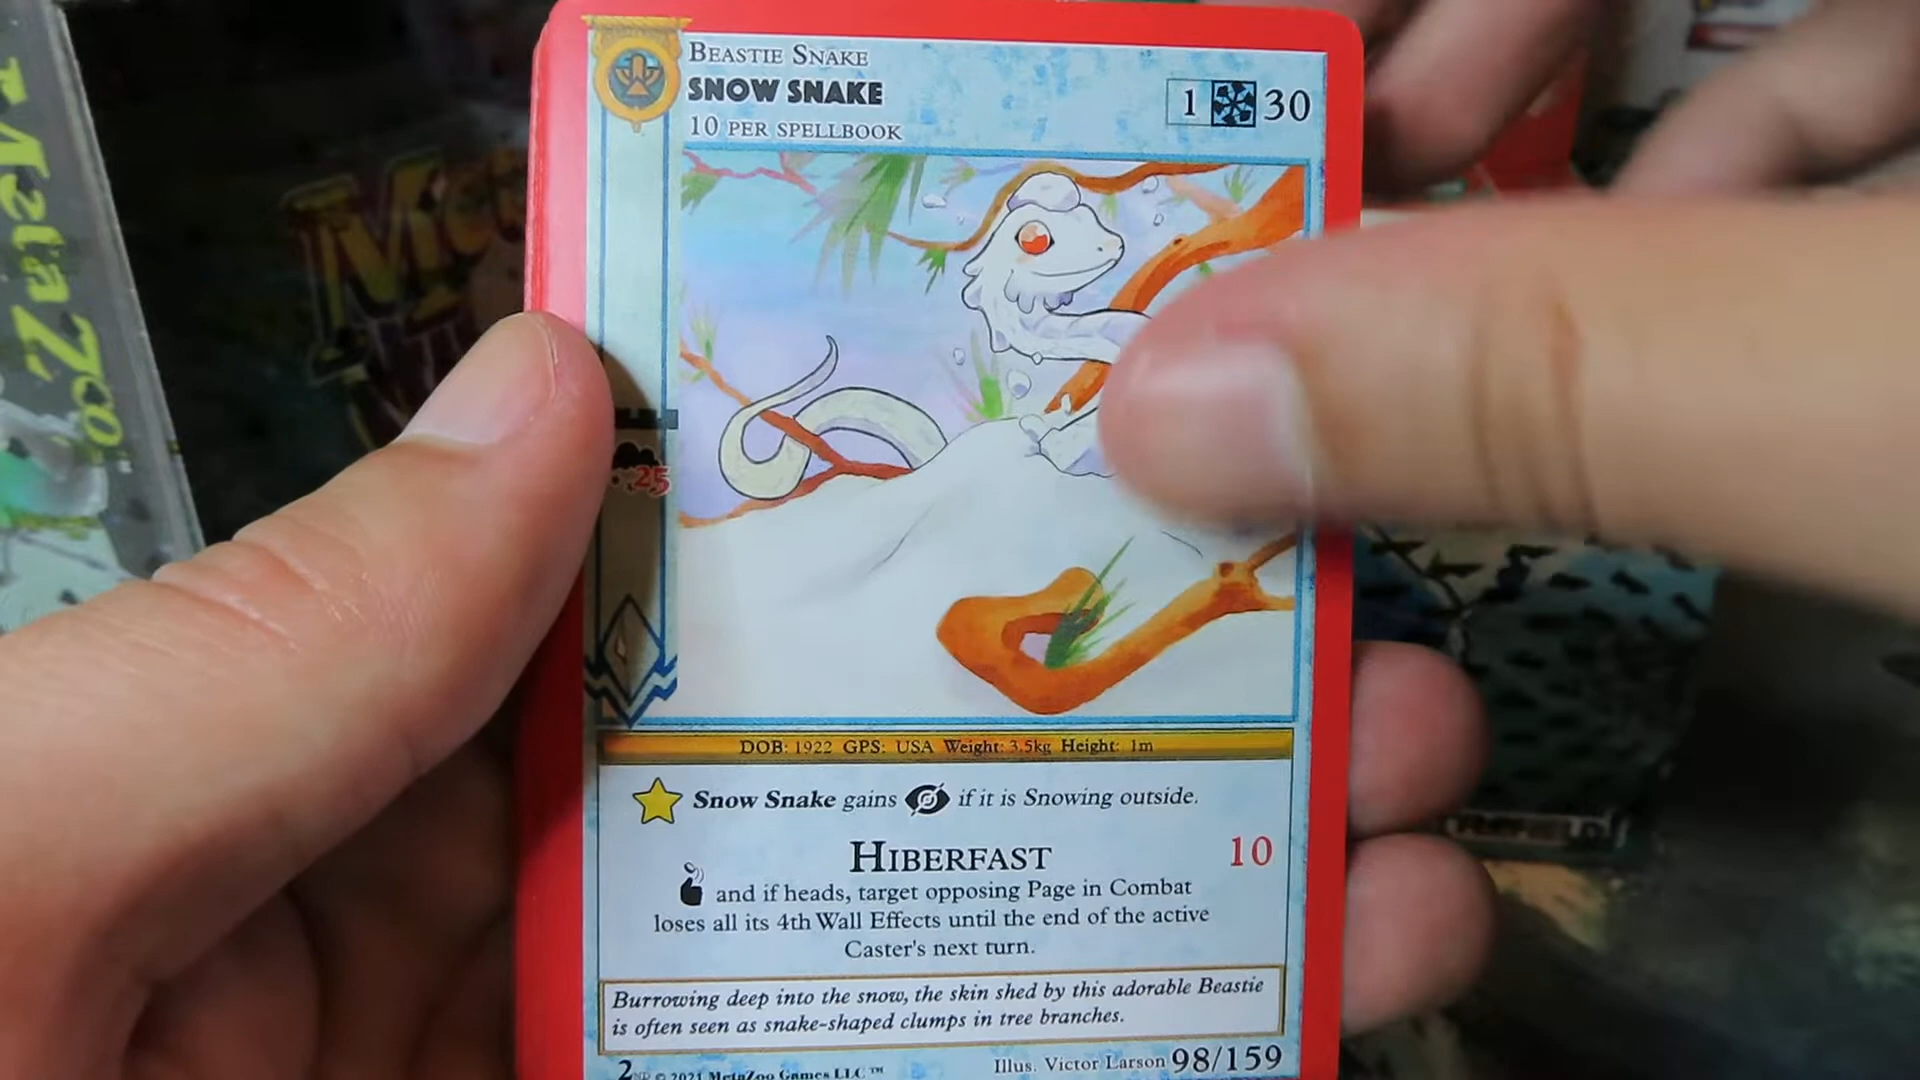 BEASTIE SNAKE
SNOW SNAKE
10 PER SPELLBOOK
1 30
25
DOB: 1922 GPS: USA Weight: 3.5kg Height: 1m
Snow Snake gains if it is Snowing outside.
HIBERFAST 10
and if heads, target opposing Page in Combat
loses all its 4th Wall Effects until the end of the active
Caster's next turn.
Burrowing deep into the snow, the skin shed by this adorable Beastie
is often seen as snake-shaped clumps in tree branches.
2ND © 2021 MetaZoo Games LLC ™ Illus. Victor Larson 98/159
MetaZoo